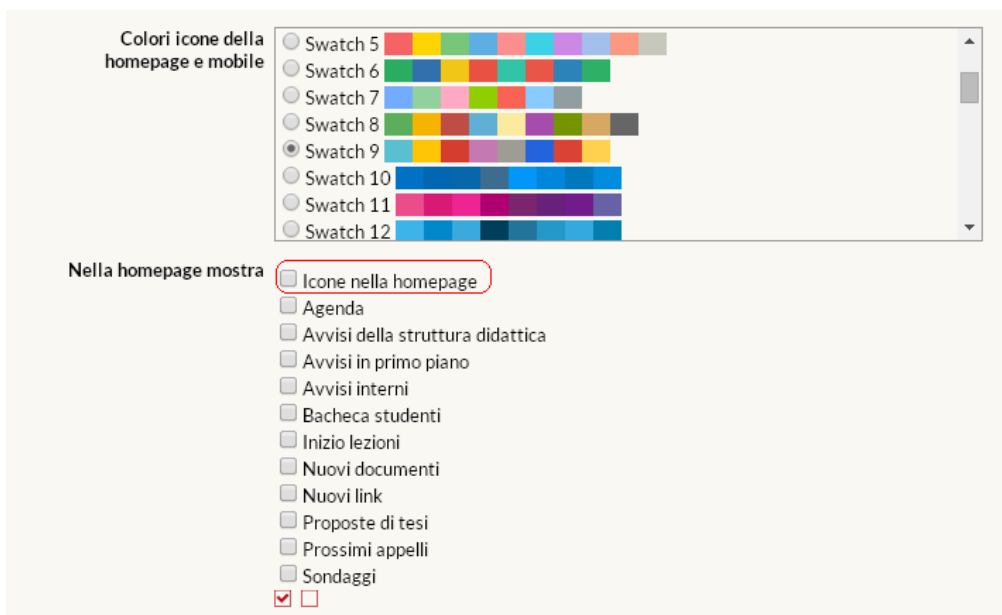 Colori icone della
homepage e mobile
Swatch 5
Swatch 6
Swatch 7
Swatch 8
Swatch 9
Swatch 10
Swatch 11
Swatch 12
Nella homepage mostra
Icone nella homepage
Agenda
Avvisi della struttura didattica
Avvisi in primo piano
Avvisi interni
Bacheca studenti
Inizio lezioni
Nuovi documenti
Nuovi link
Proposte di tesi
Prossimi appelli
Sondaggi